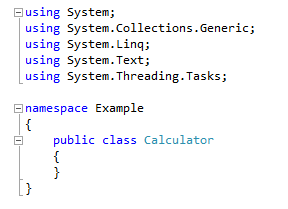 using System;
using System.Collections.Generic;
using System.Linq;
using System.Text;
using System.Threading.Tasks;
namespace Example
{
    public class Calculator
    {
    }
}